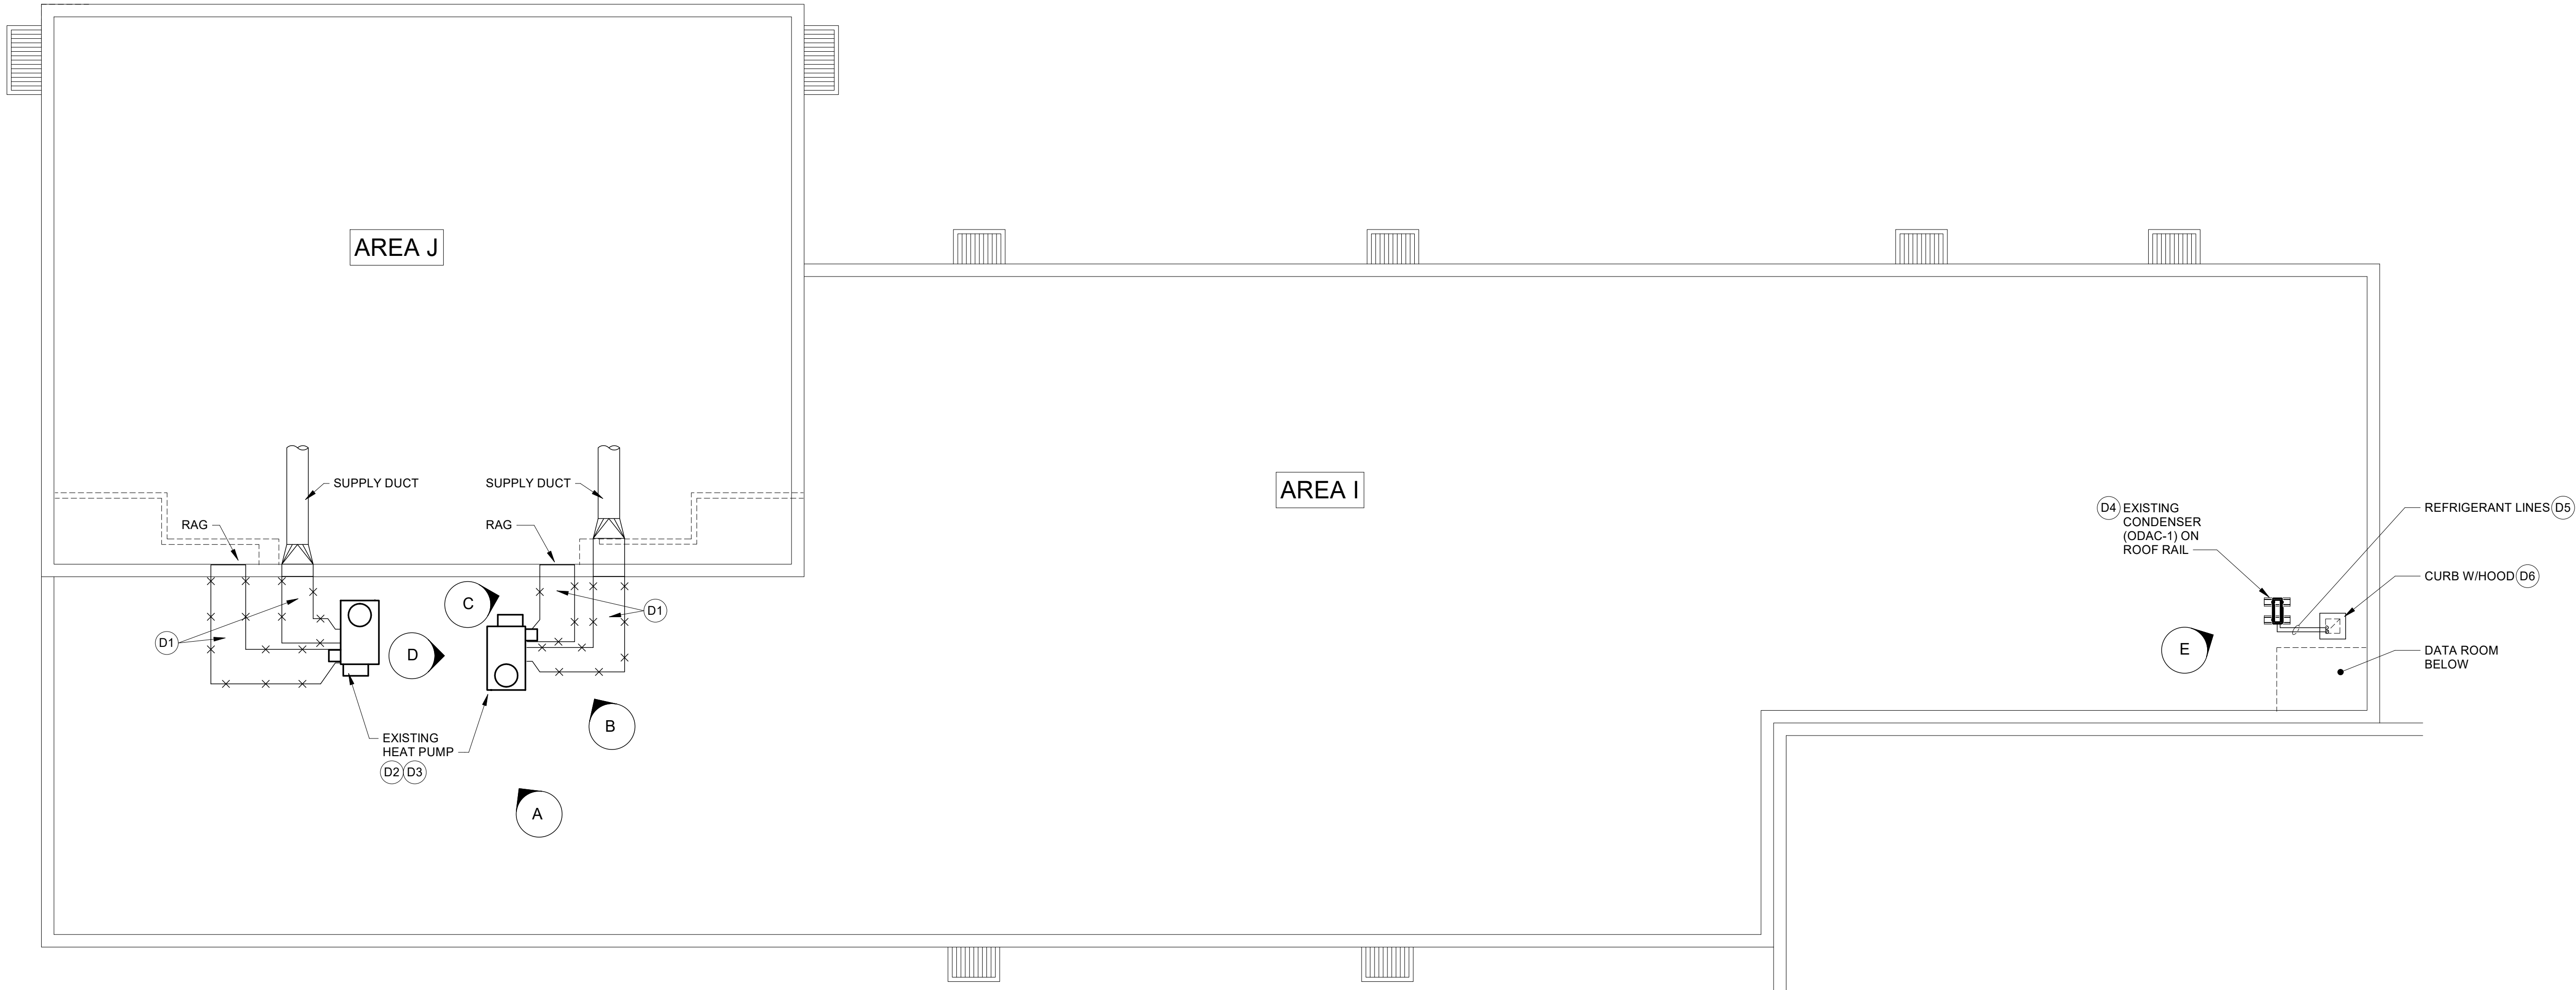 AREA J
AREA I
SUPPLY DUCT
SUPPLY DUCT
RAG
RAG
D4 EXISTING
CONDENSER
(ODAC-1) ON
ROOF RAIL
REFRIGERANT LINES D5
CURB W/HOOD D6
C
D1
D1
D
E
DATA ROOM
BELOW
B
EXISTING
HEAT PUMP
D2 D3
A